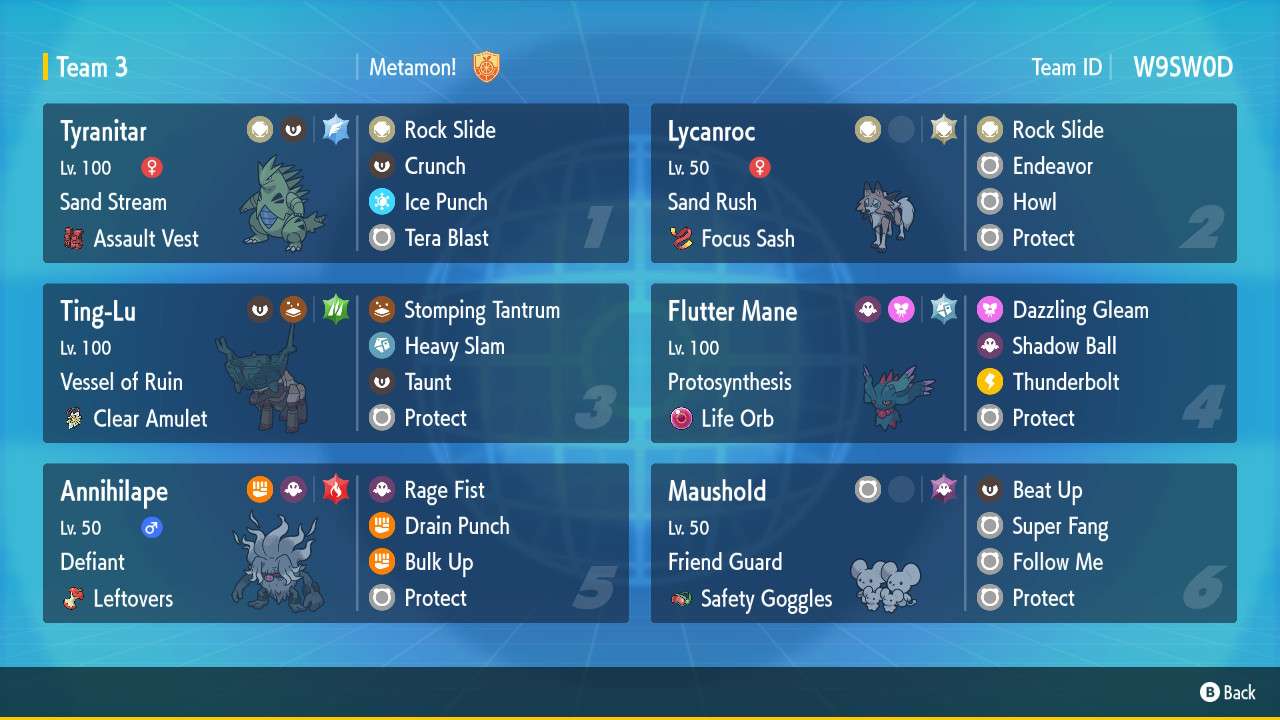 Team 3
Metamon!
Team ID W9SW0D
Tyranitar
Lv. 100
Sand Stream
Assault Vest
Rock Slide
Crunch
Ice Punch
Tera Blast
1
Lycanroc
Lv. 50
Sand Rush
Focus Sash
Rock Slide
Endeavor
Howl
Protect
2
Ting-Lu
Lv. 100
Vessel of Ruin
Clear Amulet
Stomping Tantrum
Heavy Slam
Taunt
Protect
3
Flutter Mane
Lv. 100
Protosynthesis
Life Orb
Dazzling Gleam
Shadow Ball
Thunderbolt
Protect
4
Annihilape
Lv. 50
Defiant
Leftovers
Rage Fist
Drain Punch
Bulk Up
Protect
5
Maushold
Lv. 50
Friend Guard
Safety Goggles
Beat Up
Super Fang
Follow Me
Protect
6
B Back